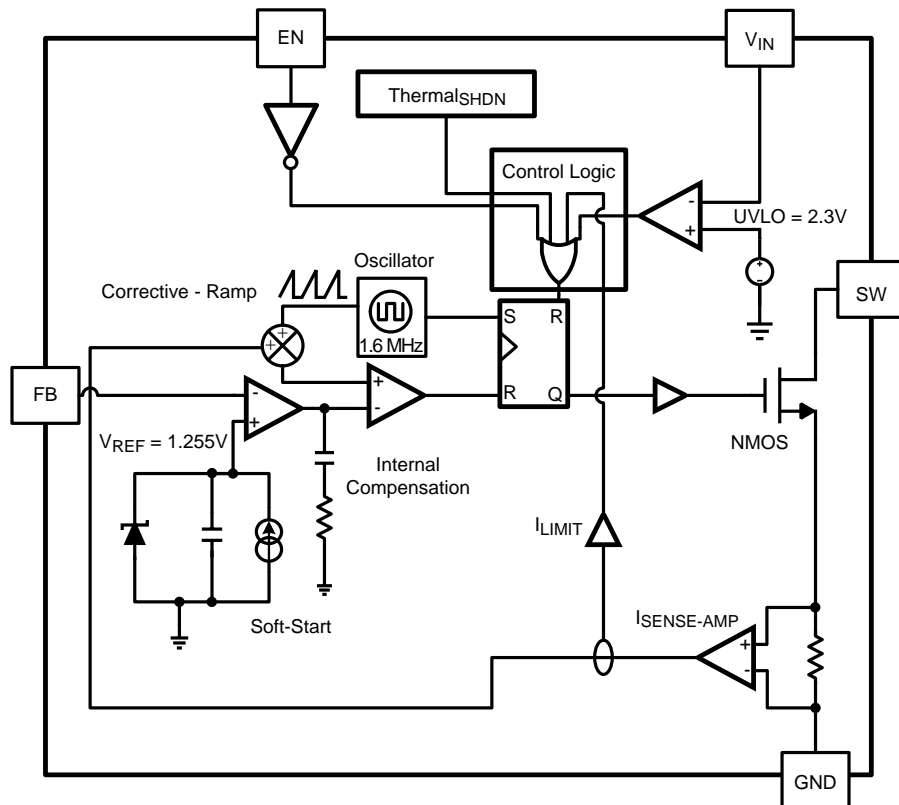 EN
VIN
ThermalSHDN
Control Logic
-
+
UVLO = 2.3V
+
-
Oscillator
Corrective - Ramp
1.6 MHz
+
+
S
R
SW
FB
-
+
+
-
R
Q
VREF = 1.255V
NMOS
Internal
Compensation
ILIMIT
Soft-Start
ISENSE-AMP
+
-
GND